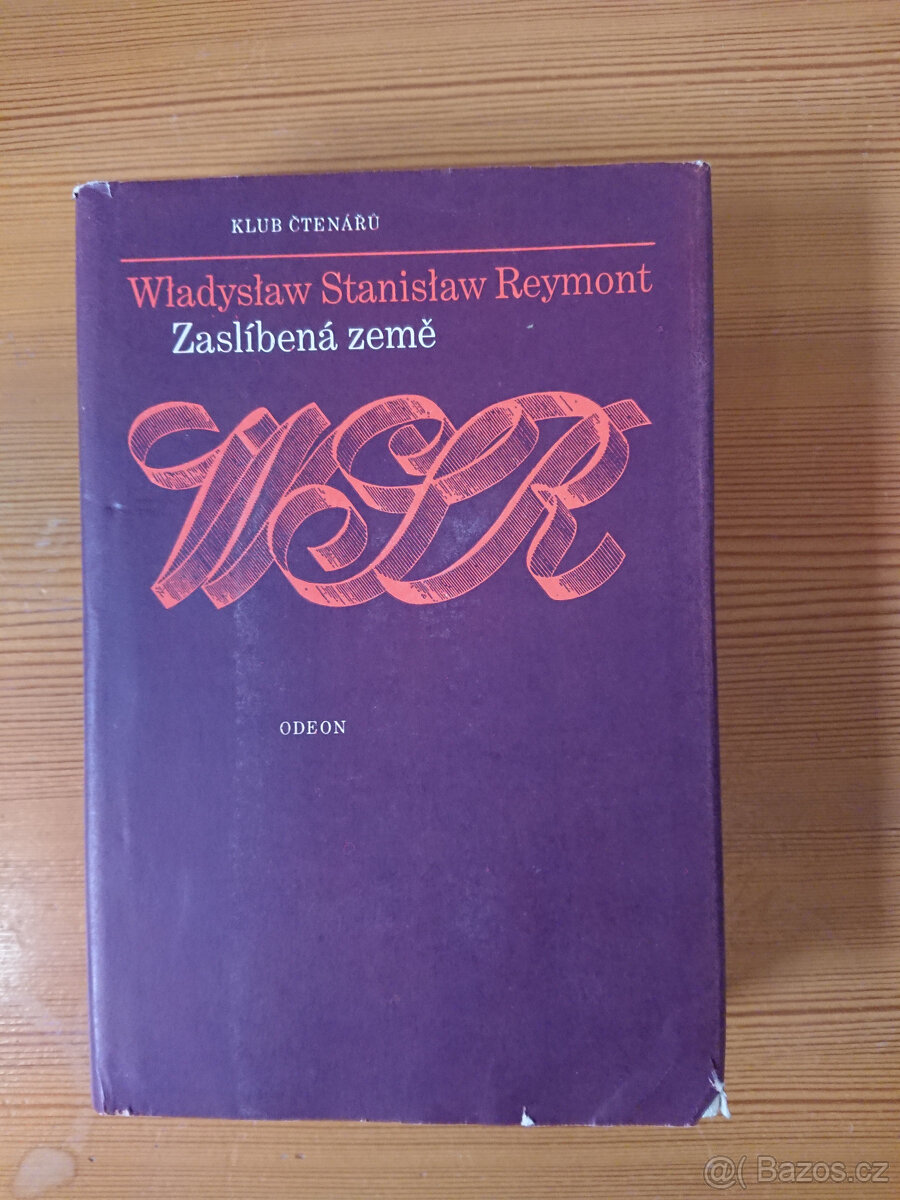 KLUB ČTENÁŘŮ
Władysław Stanisław Reymont
Zaslíbená země
WSR
ODEON
@( Bazos.cz